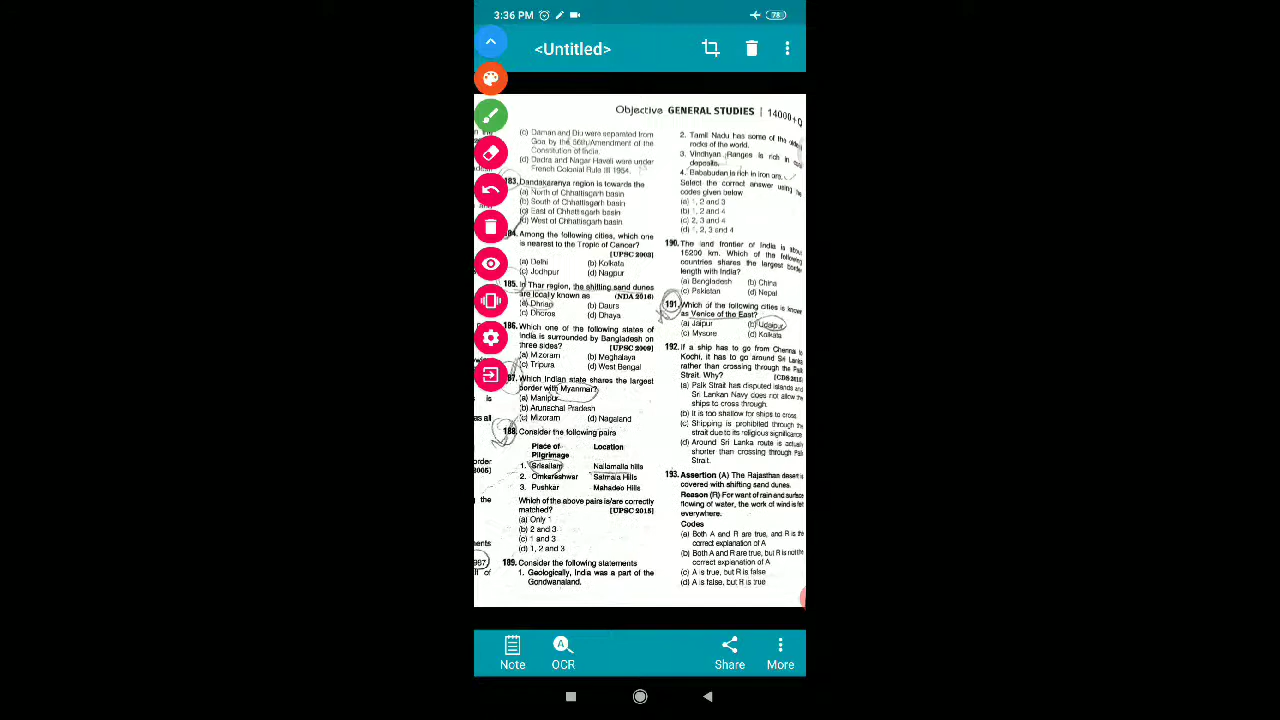 3:36 PM
78
<Untitled>
Objective GENERAL STUDIES | 14000+Q
(c) Daman and Diu were separated from
Goa by the 56th Amendment of the
Constitution of India.
(d) Dadra and Nagar Haveli were under
French Colonial Rule till 1954.
183. Dandakaranya region is towards the
(a) North of Chhattisgarh basin
(b) South of Chhattisgarh basin
(c) East of Chhattisgarh basin
(d) West of Chhattisgarh basin
84. Among the following cities, which one
is nearest to the Tropic of Cancer?
[UPSC 2003]
(a) Delhi (b) Kolkata
(c) Jodhpur (d) Nagpur
185. In Thar region, the shifting sand dunes
are locally known as (NDA 2016)
(a) Dhrian (b) Daurs
(c) Dhoros (d) Dhaya
186. Which one of the following states of
India is surrounded by Bangladesh on
three sides? [UPSC 2009]
(a) Mizoram (b) Meghalaya
(c) Tripura (d) West Bengal
87. Which Indian state shares the largest
border with Myanmar?
(a) Manipur
(b) Arunachal Pradesh
(c) Mizoram (d) Nagaland
188. Consider the following pairs
Place of Location
Pilgrimage
1. Srisailam Nallamalla hills
2. Omkareshwar Satmala Hills
3. Pushkar Mahadeo Hills
Which of the above pairs is/are correctly
matched? [UPSC 2015]
(a) Only 1
(b) 2 and 3
(c) 1 and 3
(d) 1, 2 and 3
189. Consider the following statements
1. Geologically, India was a part of the
Gondwanaland.
2. Tamil Nadu has some of the oldest
rocks of the world.
3. Vindhyan Ranges is rich in coal
deposits.
4. Bababudan is rich in iron ore.
Select the correct answer using the
codes given below
(a) 1, 2 and 3
(b) 1, 2 and 4
(c) 2, 3 and 4
(d) 1, 2, 3 and 4
190. The land frontier of India is about
15200 km. Which of the following
countries shares the largest border
length with India?
(a) Bangladesh (b) China
(c) Pakistan (d) Nepal
191. Which of the following cities is known
as Venice of the East?
(a) Jaipur (b) Udaipur
(c) Mysore (d) Kolkata
192. If a ship has to go from Chennai to
Kochi, it has to go around Sri Lanka
rather than crossing through the Palk
Strait. Why? [CDS 2015]
(a) Palk Strait has disputed islands and
Sri Lankan Navy does not allow the
ships to cross through.
(b) It is too shallow for ships to cross
(c) Shipping is prohibited through the
strait due to its religious significance
(d) Around Sri Lanka route is actually
shorter than crossing through Palk
Strait.
193. Assertion (A) The Rajasthan desert is
covered with shifting sand dunes.
Reason (R) For want of rain and surface
flowing of water, the work of wind is felt
everywhere.
Codes
(a) Both A and R are true, and R is the
correct explanation of A
(b) Both A and R are true, but R is not the
correct explanation of A
(c) A is true, but R is false
(d) A is false, but R is true
Note
OCR
Share
More